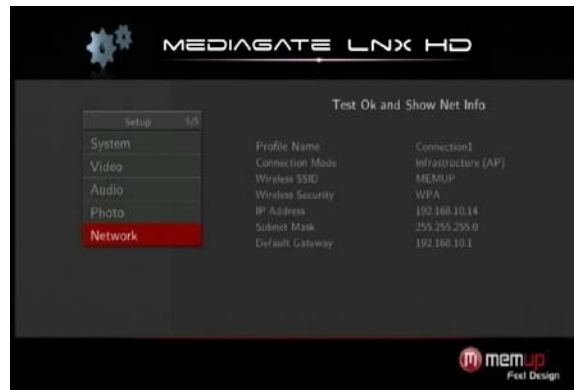 MEDIAGATE LNX HD
Test Ok and Show Net Info
Setup 5/5
System
Video
Audio
Photo
Network
Profile Name Connection1
Connection Mode Infrastructure (AP)
Wireless SSID MEMUP
Wireless Security WPA
IP Address 192.168.10.14
Subnet Mask 255.255.255.0
Default Gateway 192.168.10.1
m memup
Feel Design